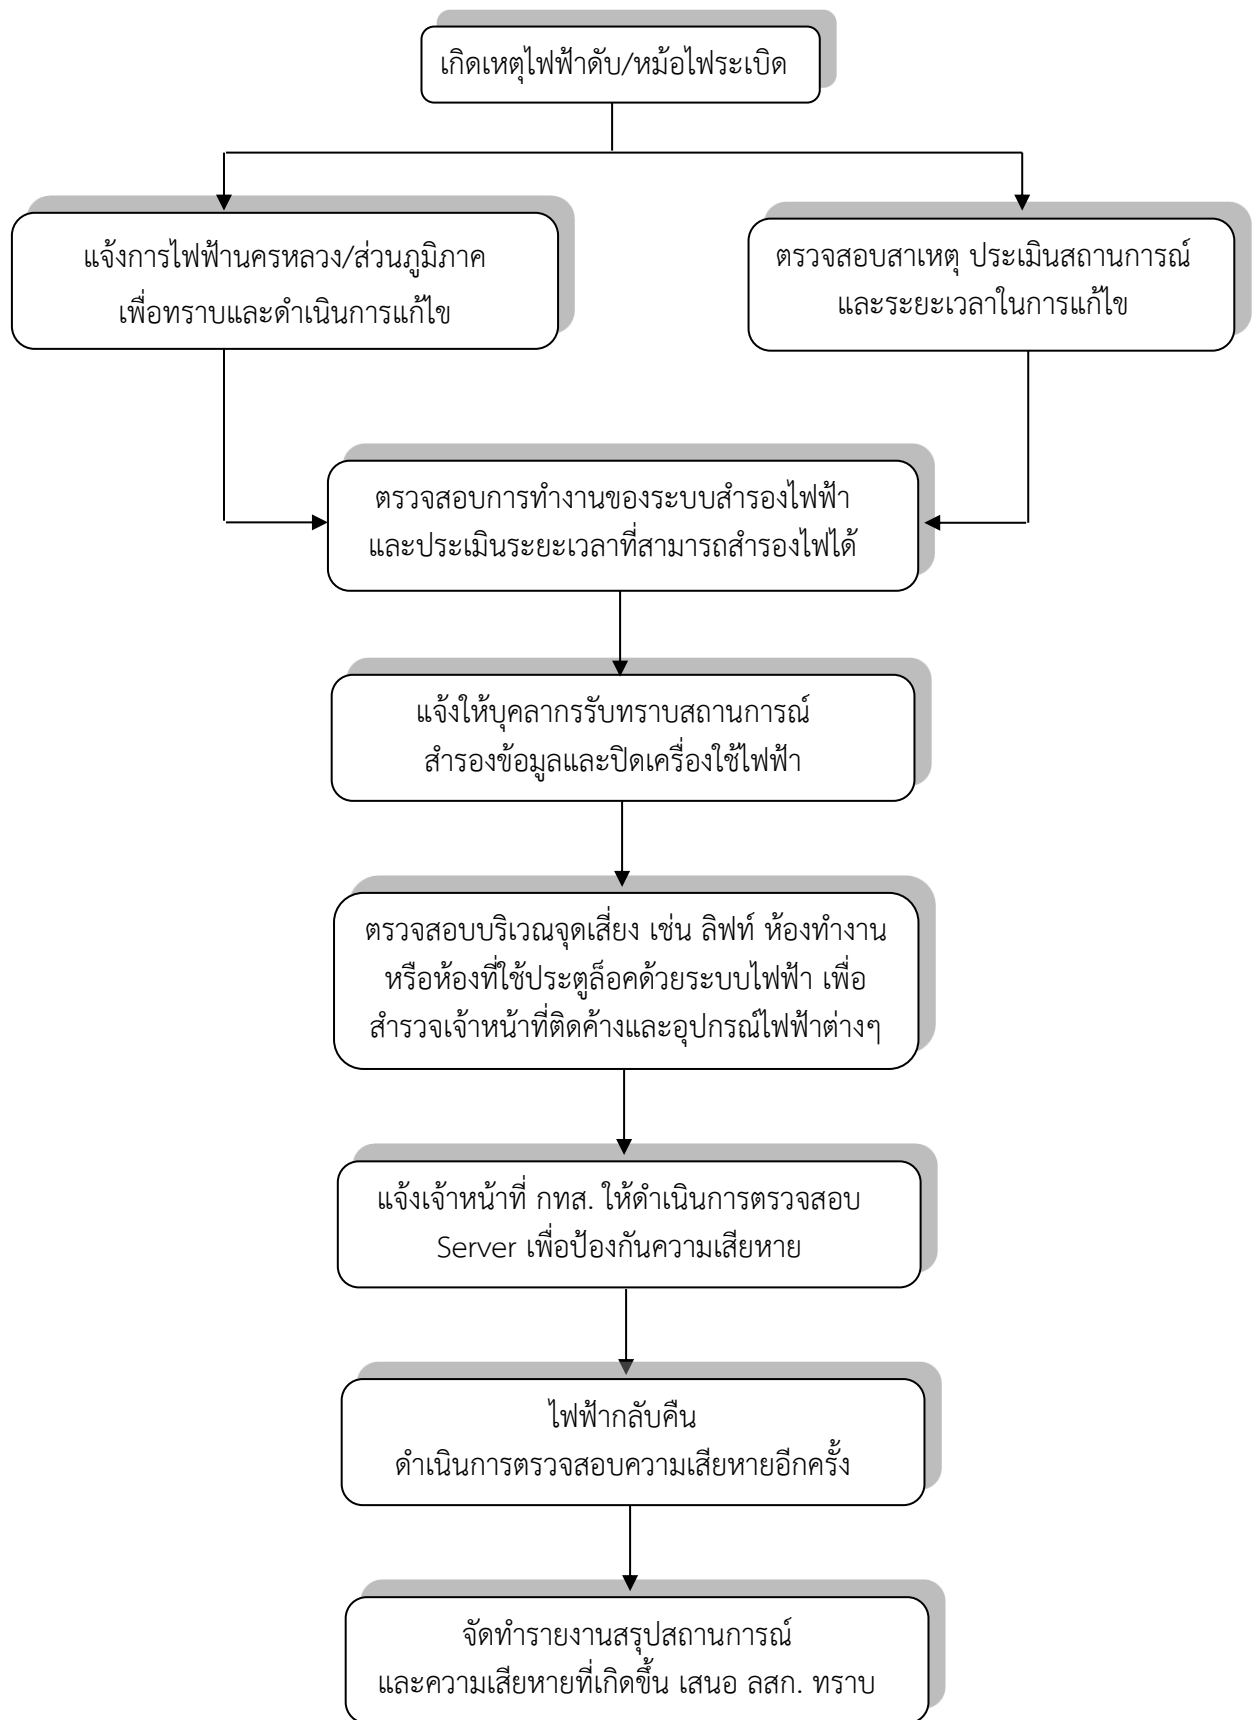 เกิดเหตุไฟฟ้าดับ/หม้อไฟระเบิด
แจ้งการไฟฟ้านครหลวง/ส่วนภูมิภาค
เพื่อทราบและดำเนินการแก้ไข
ตรวจสอบสาเหตุ ประเมินสถานการณ์
และระยะเวลาในการแก้ไข
ตรวจสอบการทำงานของระบบสำรองไฟฟ้า
และประเมินระยะเวลาที่สามารถสำรองไฟได้
แจ้งให้บุคลากรรับทราบสถานการณ์
สำรองข้อมูลและปิดเครื่องใช้ไฟฟ้า
ตรวจสอบบริเวณจุดเสี่ยง เช่น ลิฟท์ ห้องทำงาน
หรือห้องที่ใช้ประตูล็อคด้วยระบบไฟฟ้า เพื่อ
สำรวจเจ้าหน้าที่ติดค้างและอุปกรณ์ไฟฟ้าต่างๆ
แจ้งเจ้าหน้าที่ กทส. ให้ดำเนินการตรวจสอบ
Server เพื่อป้องกันความเสียหาย
ไฟฟ้ากลับคืน
ดำเนินการตรวจสอบความเสียหายอีกครั้ง
จัดทำรายงานสรุปสถานการณ์
และความเสียหายที่เกิดขึ้น เสนอ ลสก. ทราบ